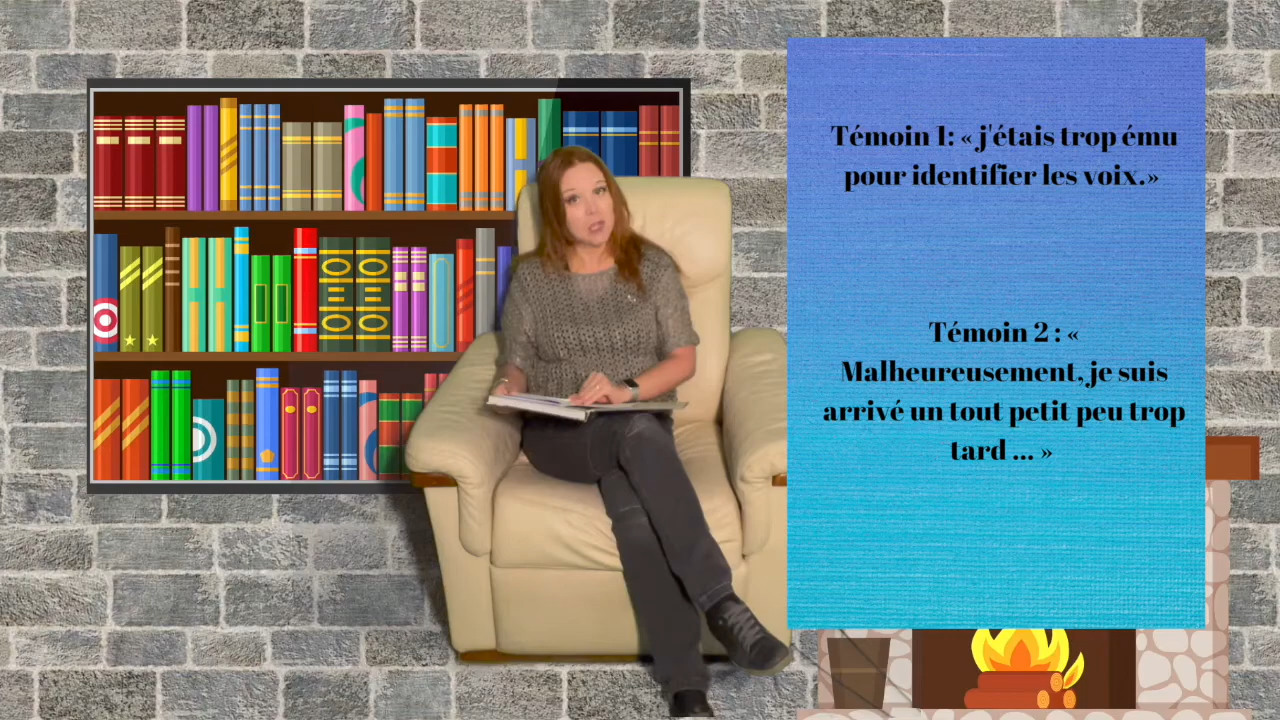 Témoin 1: « j'étais trop ému
pour identifier les voix.»
Témoin 2 : «
Malheureusement, je suis
arrivé un tout petit peu trop
tard ... »